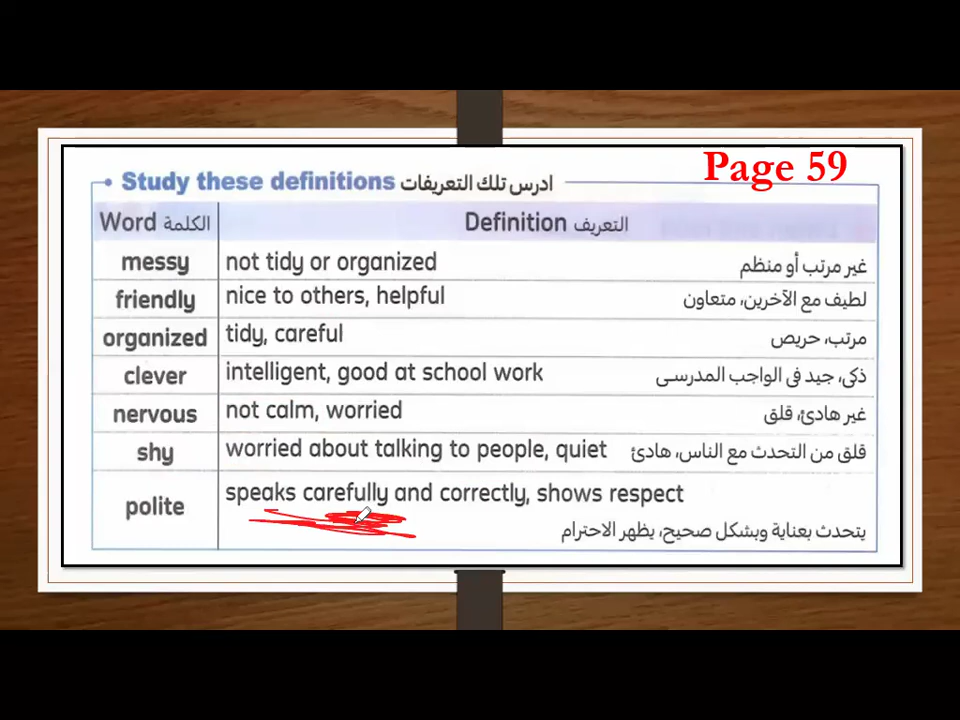 Page 59
• Study these definitions ادرس تلك التعريفات
Word الكلمة Definition التعريف
messy not tidy or organized غير مرتب أو منظم
friendly nice to others, helpful لطيف مع الآخرين، متعاون
organized tidy, careful مرتب، حريص
clever intelligent, good at school work ذكى، جيد فى الواجب المدرسى
nervous not calm, worried غير هادئ، قلق
shy worried about talking to people, quiet قلق من التحدث مع الناس، هادئ
polite speaks carefully and correctly, shows respect
يتحدث بعناية وبشكل صحيح، يظهر الاحترام